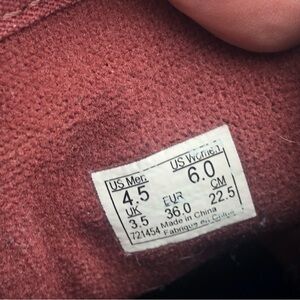 US Men US Women
4.5 6.0
UK EUR CM
3.5 36.0 22.5
721454 Made in China
Fabriqué en Chine